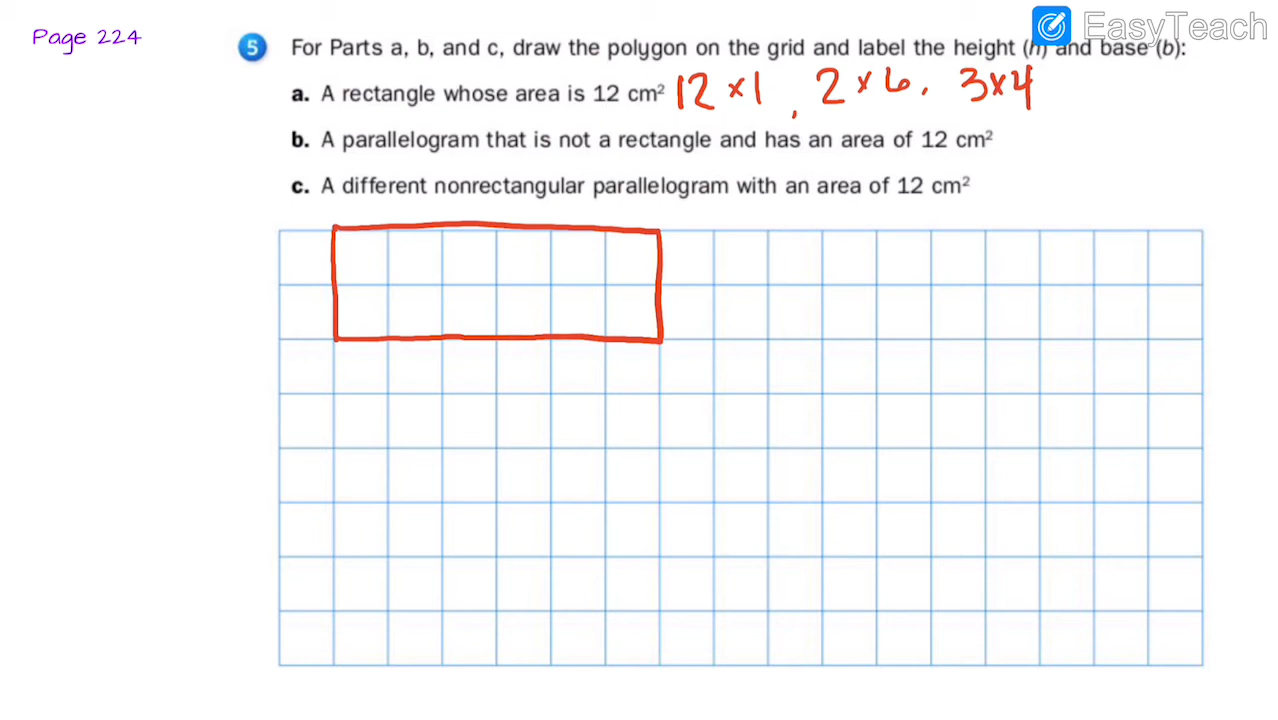 Page 224
EasyTeach
5 For Parts a, b, and c, draw the polygon on the grid and label the height (h) and base (b):
a. A rectangle whose area is 12 cm² 12 × 1, 2 × 6, 3×4
b. A parallelogram that is not a rectangle and has an area of 12 cm²
c. A different nonrectangular parallelogram with an area of 12 cm²